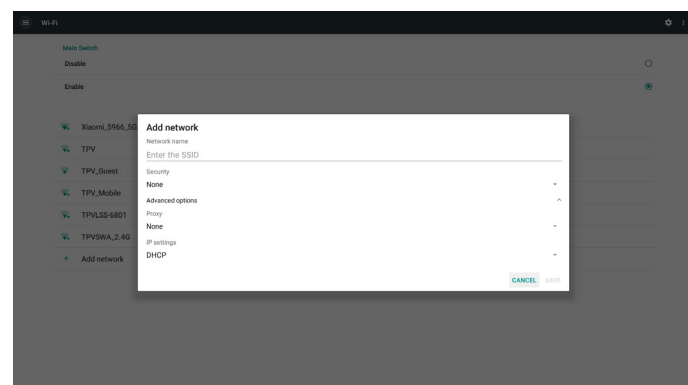 Wi-Fi
Main Switch
Disable
Enable
Xiaomi_5966_5G
TPV
TPV_Guest
TPV_Mobile
TPVLSS-6801
TPVSWA_2.4G
+ Add network
Add network
Network name
Enter the SSID
Security
None
Advanced options
Proxy
None
IP settings
DHCP
CANCEL SAVE